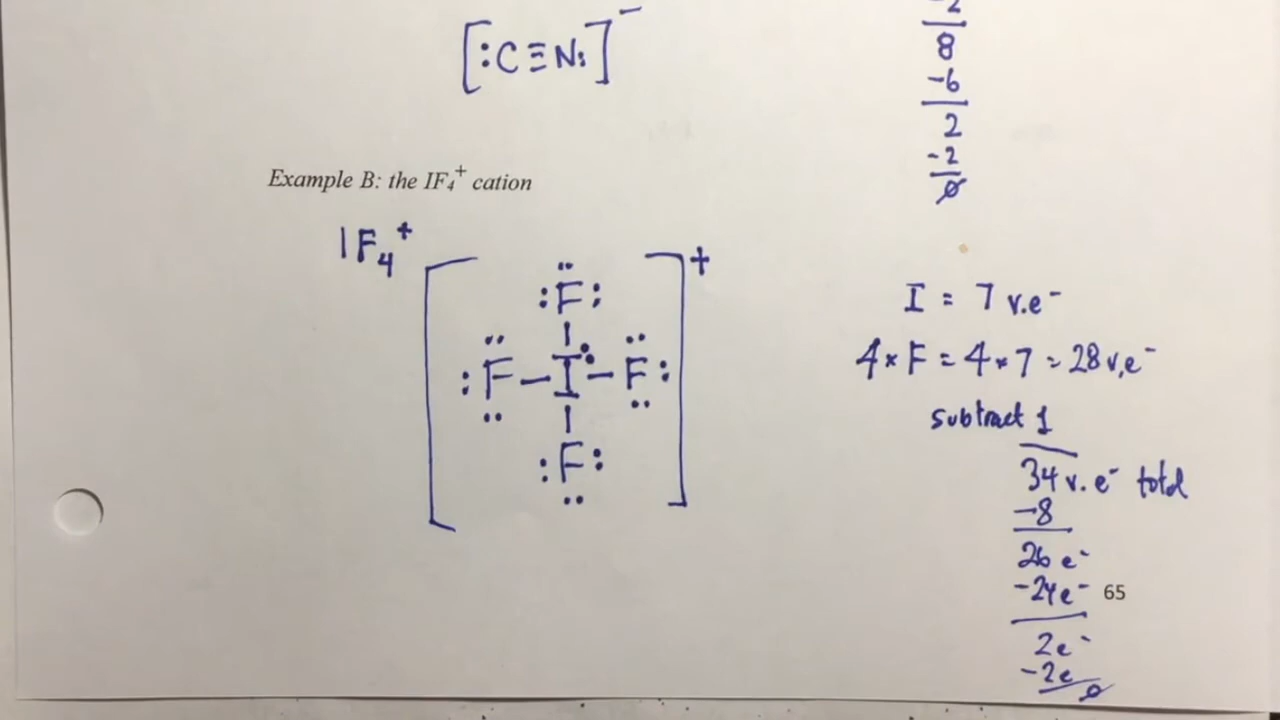 [:C≡N:]⁻
2
8
-6
2
-2
0
Example B: the IF₄⁺ cation
IF₄⁺
+
:F:
:F-I-F:
:F:
I = 7 v.e⁻
4×F = 4×7 = 28 v.e⁻
subtract 1
34 v.e⁻ total
-8
26 e⁻
-24e⁻
65
2e⁻
-2e
0